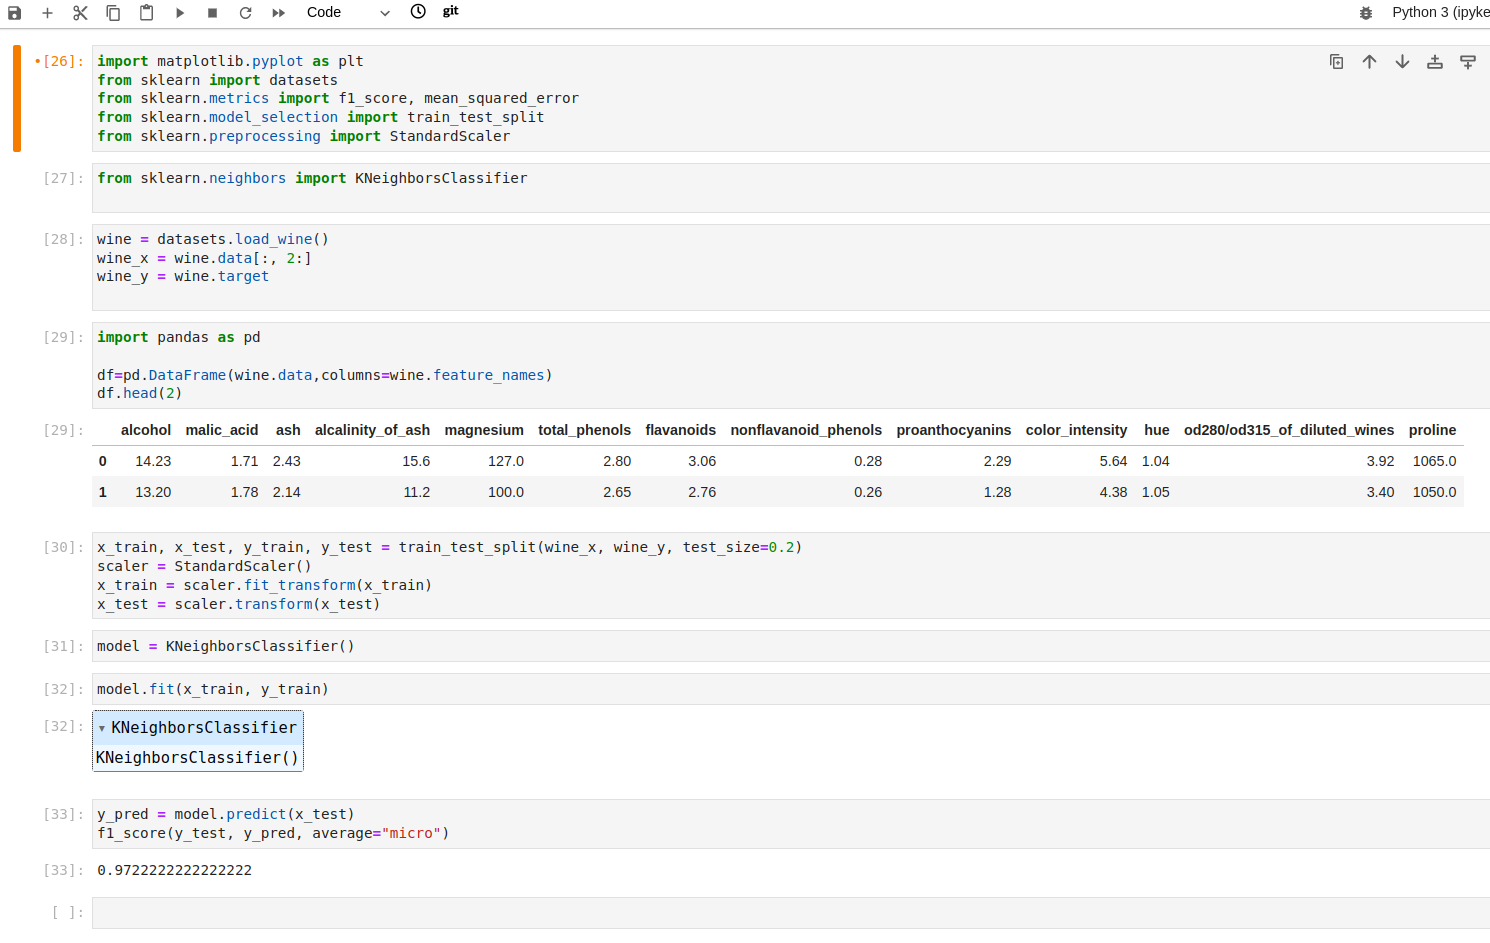 Code git Python 3 (ipyke
[26]: import matplotlib.pyplot as plt
from sklearn import datasets
from sklearn.metrics import f1_score, mean_squared_error
from sklearn.model_selection import train_test_split
from sklearn.preprocessing import StandardScaler
[27]: from sklearn.neighbors import KNeighborsClassifier
[28]: wine = datasets.load_wine()
wine_x = wine.data[:, 2:]
wine_y = wine.target
[29]: import pandas as pd
df=pd.DataFrame(wine.data,columns=wine.feature_names)
df.head(2)
[29]: alcohol malic_acid ash alcalinity_of_ash magnesium total_phenols flavanoids nonflavanoid_phenols proanthocyanins color_intensity hue od280/od315_of_diluted_wines proline
0 14.23 1.71 2.43 15.6 127.0 2.80 3.06 0.28 2.29 5.64 1.04 3.92 1065.0
1 13.20 1.78 2.14 11.2 100.0 2.65 2.76 0.26 1.28 4.38 1.05 3.40 1050.0
[30]: x_train, x_test, y_train, y_test = train_test_split(wine_x, wine_y, test_size=0.2)
scaler = StandardScaler()
x_train = scaler.fit_transform(x_train)
x_test = scaler.transform(x_test)
[31]: model = KNeighborsClassifier()
[32]: model.fit(x_train, y_train)
[32]: ▾ KNeighborsClassifier
KNeighborsClassifier()
[33]: y_pred = model.predict(x_test)
f1_score(y_test, y_pred, average="micro")
[33]: 0.9722222222222222
[ ]: